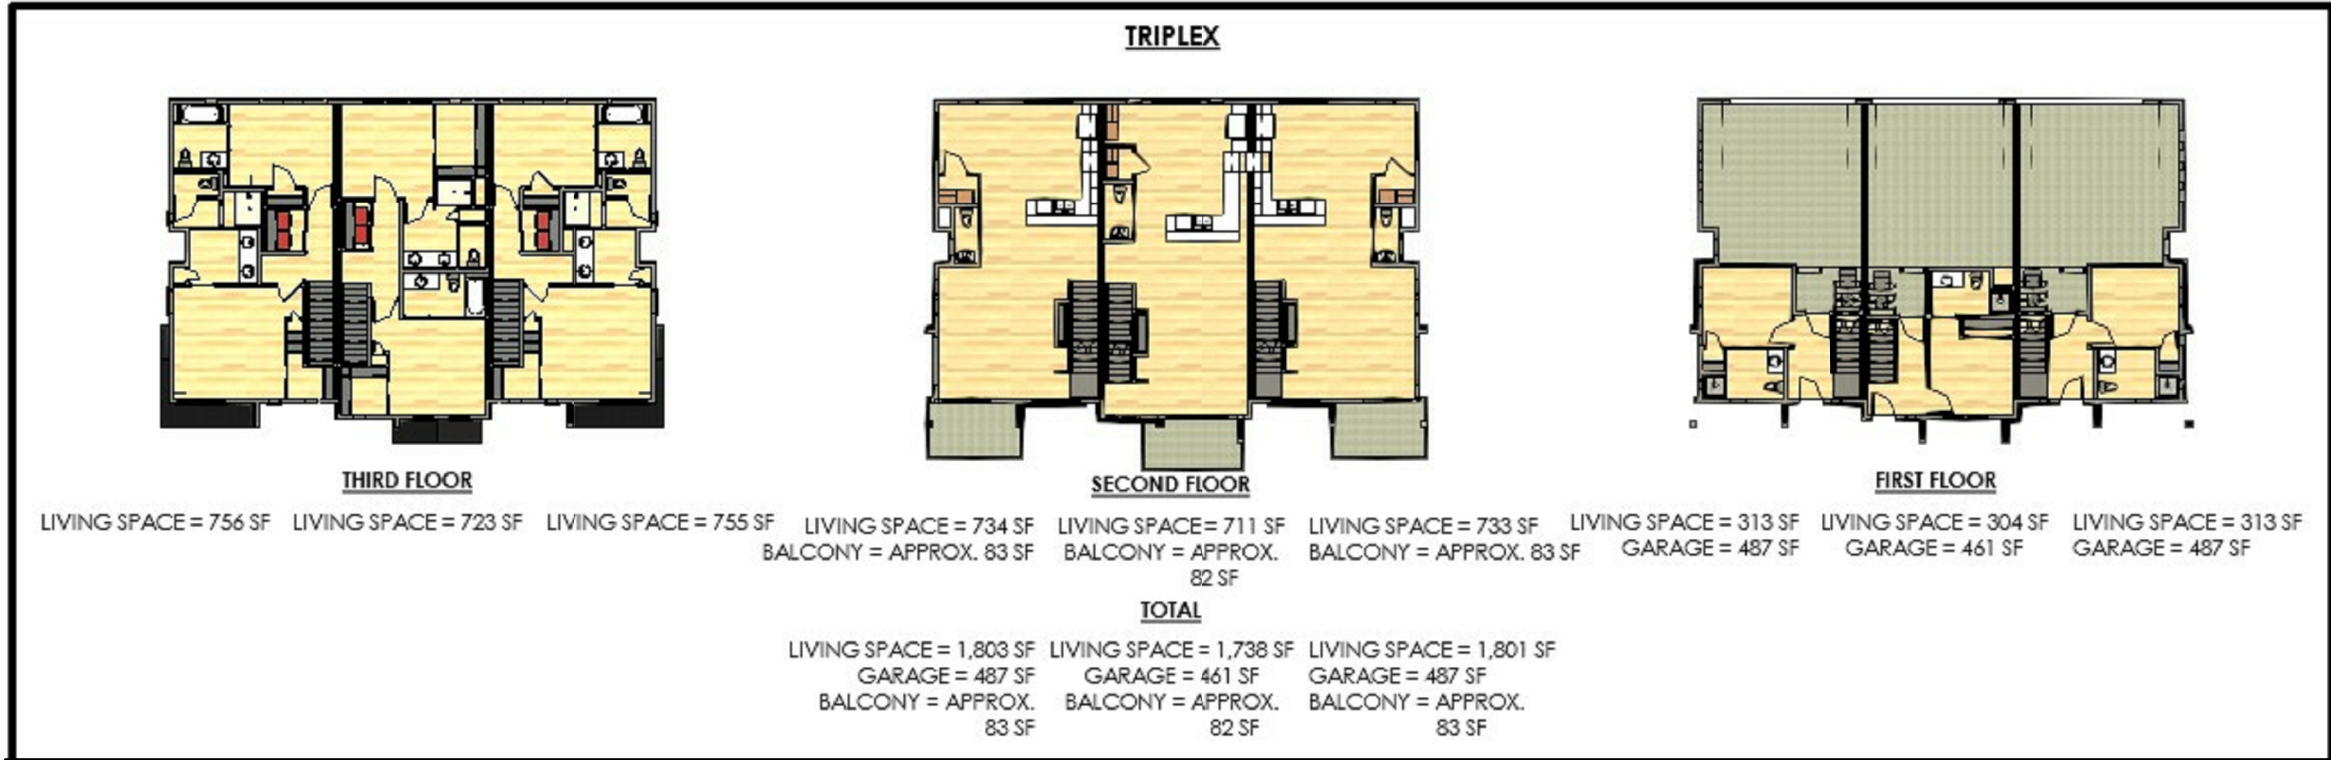 TRIPLEX
THIRD FLOOR
LIVING SPACE = 756 SF LIVING SPACE = 723 SF LIVING SPACE = 755 SF
SECOND FLOOR
LIVING SPACE = 734 SF LIVING SPACE= 711 SF LIVING SPACE = 733 SF
BALCONY = APPROX. 83 SF BALCONY = APPROX. BALCONY = APPROX. 83 SF
82 SF
FIRST FLOOR
LIVING SPACE = 313 SF LIVING SPACE = 304 SF LIVING SPACE = 313 SF
GARAGE = 487 SF GARAGE = 461 SF GARAGE = 487 SF
TOTAL
LIVING SPACE = 1,803 SF LIVING SPACE = 1,738 SF LIVING SPACE = 1,801 SF
GARAGE = 487 SF GARAGE = 461 SF GARAGE = 487 SF
BALCONY = APPROX. BALCONY = APPROX. BALCONY = APPROX.
83 SF 82 SF 83 SF